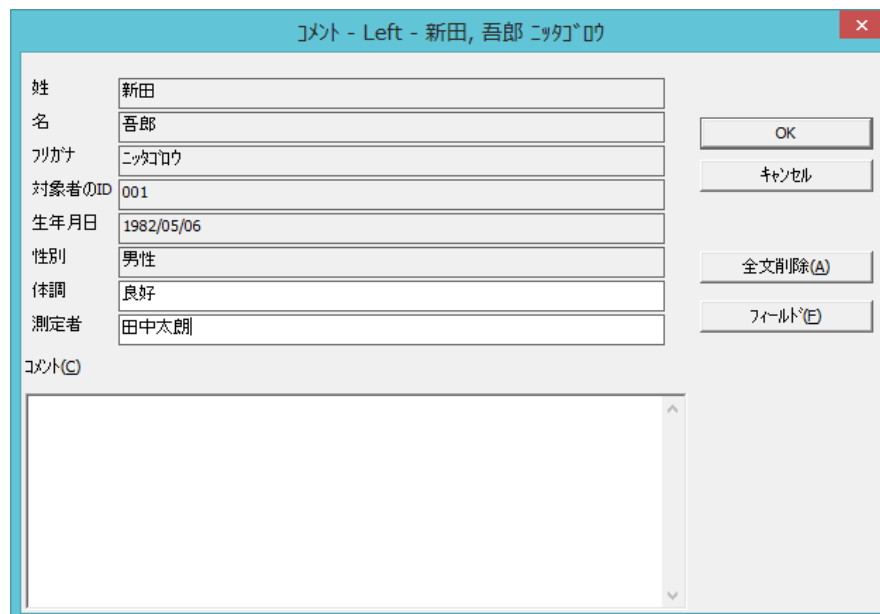 ｺﾒﾝﾄ - Left - 新田, 吾郎 ﾆｯﾀｺﾞﾛｳ
姓 新田
名 吾郎
ﾌﾘｶﾞﾅ ﾆｯﾀｺﾞﾛｳ
対象者のID 001
生年月日 1982/05/06
性別 男性
体調 良好
測定者 田中太朗
OK
ｷｬﾝｾﾙ
全文削除(A)
ﾌｨｰﾙﾄﾞ(F)
ｺﾒﾝﾄ(C)